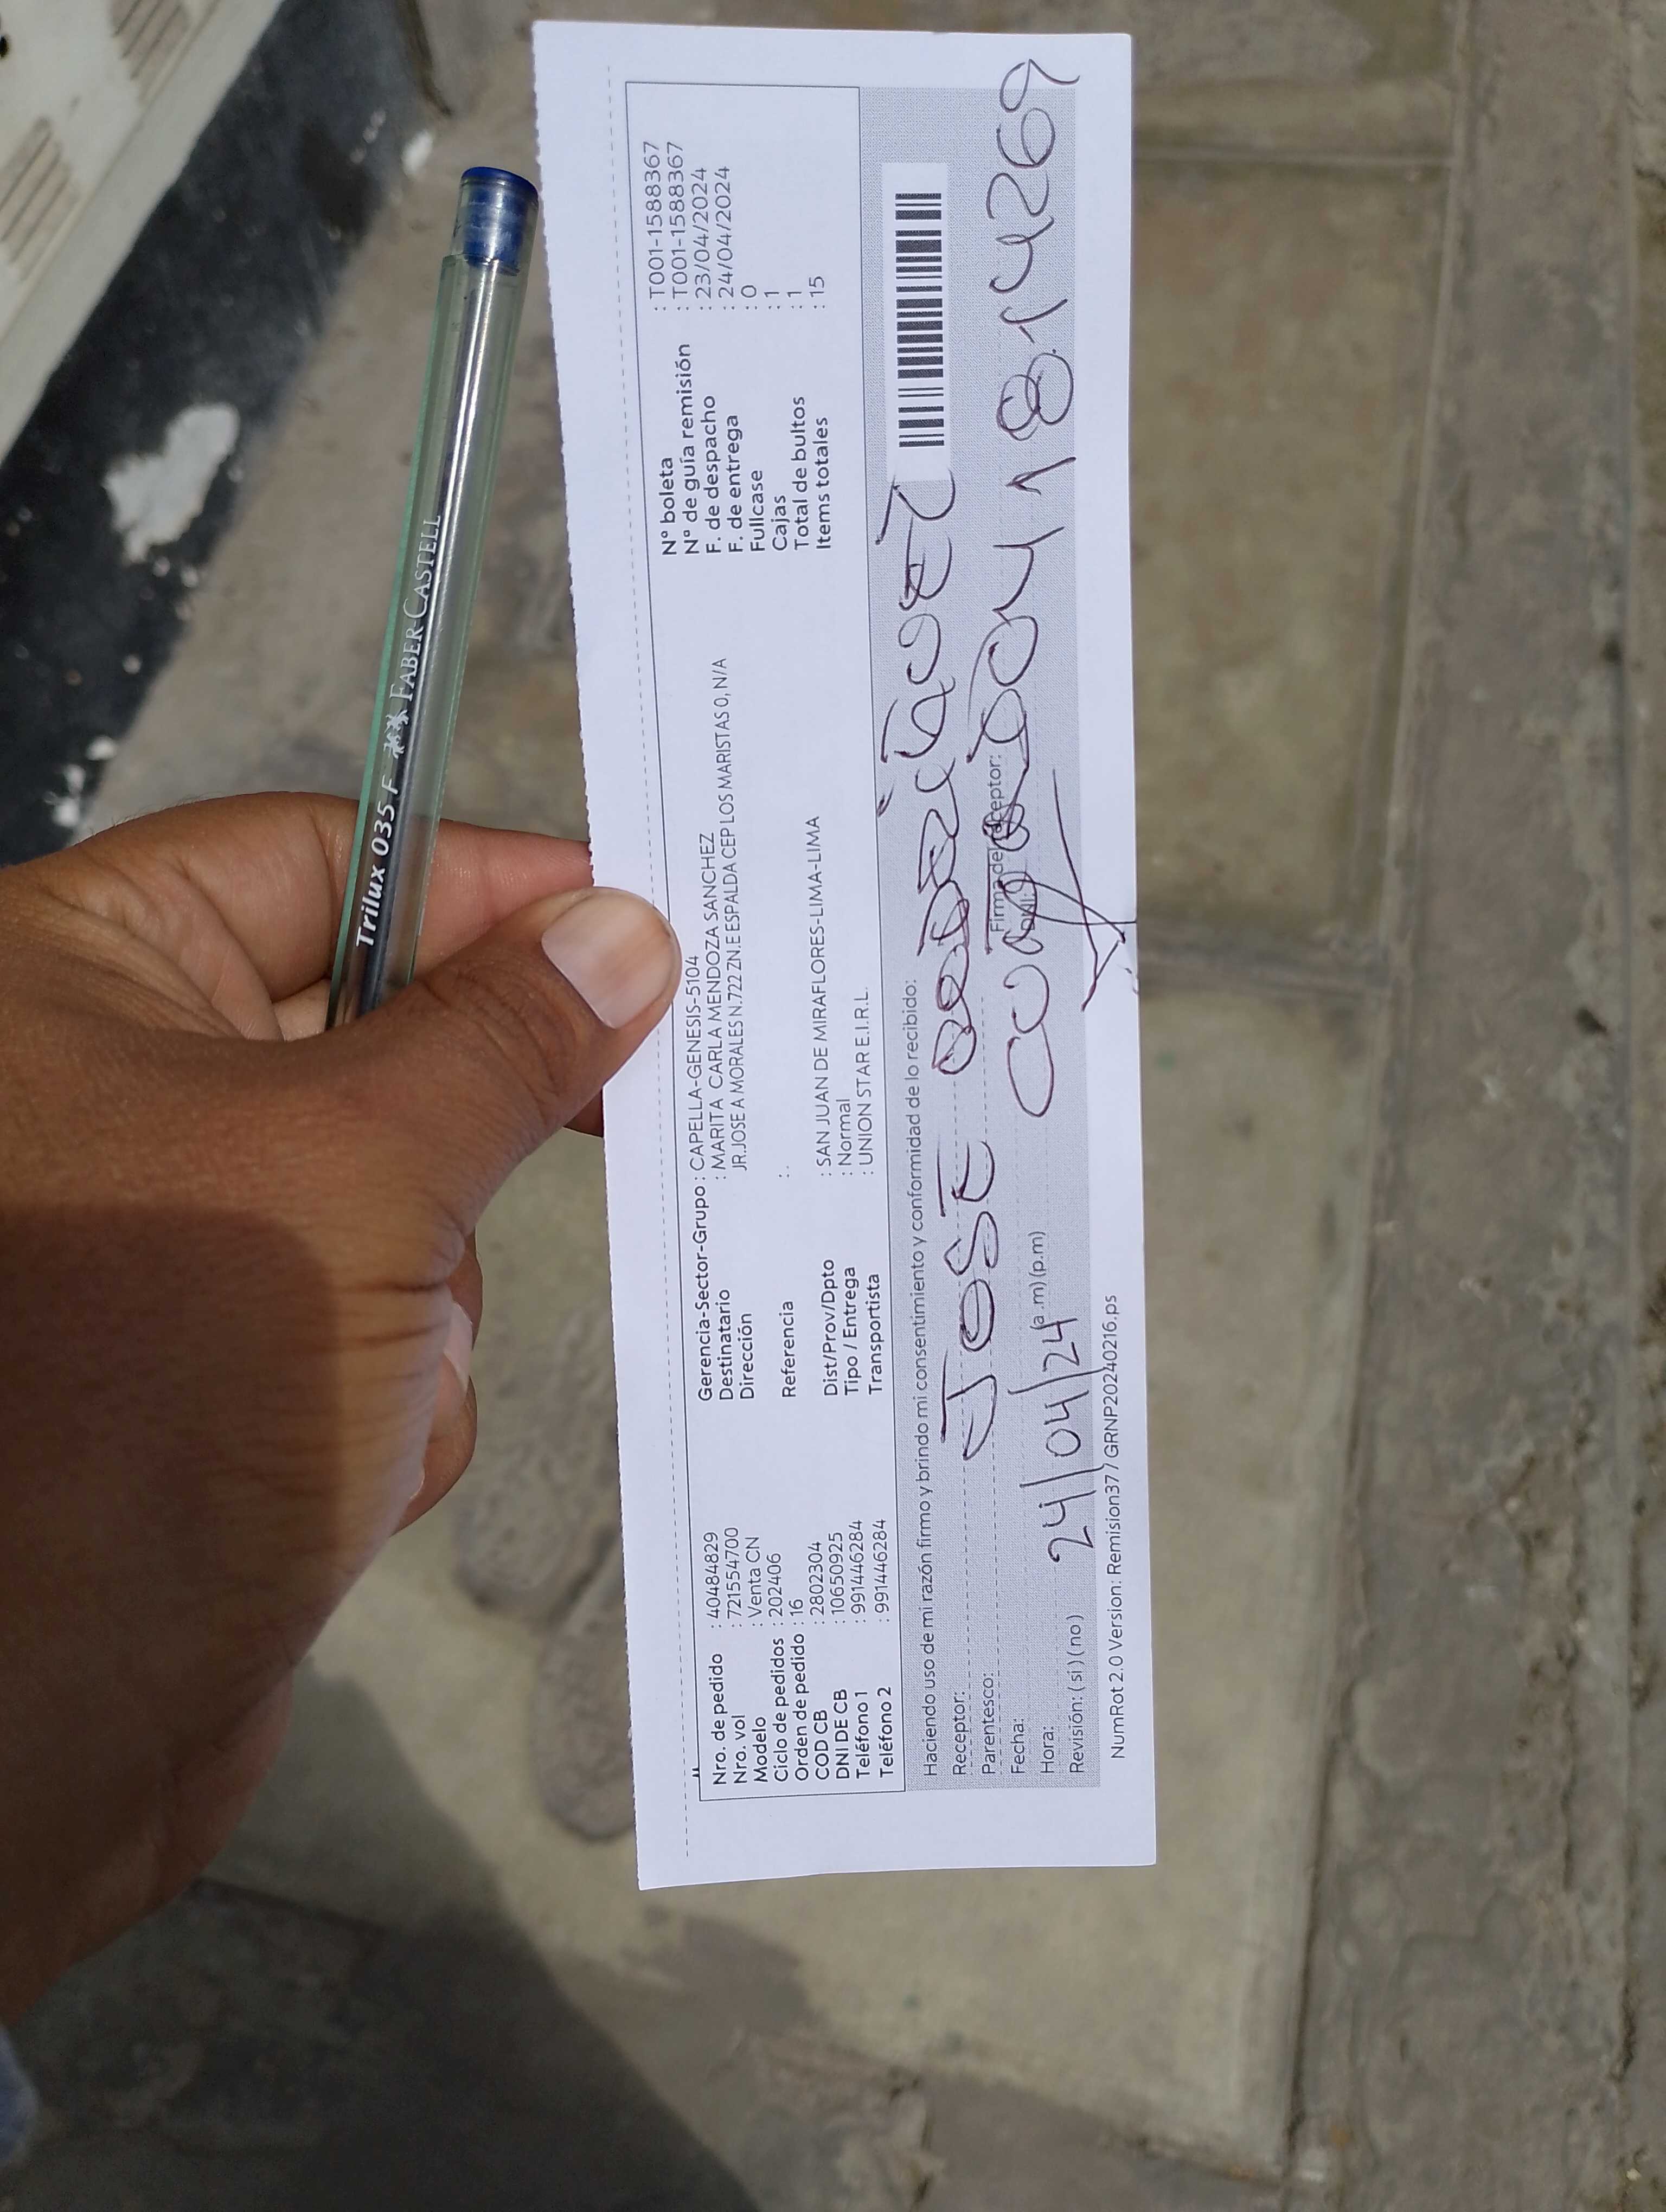 Trilux 035 F FABER-CASTELL
Nro. de pedido : 40484829
Nro. vol : 721554700
Modelo : Venta CN
Ciclo de pedidos : 202406
Orden de pedido : 16
COD CB : 2802304
DNI DE CB : 10650925
Teléfono 1 : 991446284
Teléfono 2 : 991446284
Gerencia-Sector-Grupo : CAPELLA-GENESIS-5104
Destinatario : MARITA CARLA MENDOZA SANCHEZ
Dirección JR.JOSE A MORALES N.722 ZN.E ESPALDA CEP LOS MARISTAS 0, N/A
Referencia : .
Dist/Prov/Dpto : SAN JUAN DE MIRAFLORES-LIMA-LIMA
Tipo / Entrega : Normal
Transportista : UNION STAR E.I.R.L.
N° boleta : T001-1588367
N° de guía remisión : T001-1588367
F. de despacho : 23/04/2024
F. de entrega : 24/04/2024
Fullcase : 0
Cajas : 1
Total de bultos : 1
Items totales : 15
Haciendo uso de mi razón firmo y brindo mi consentimiento y conformidad de lo recibido:
Receptor: JOSE
Parentesco:
Firma del receptor:
Fecha:
DNI:
Hora: 24/04/24 (a.m) (p.m)
Revisión: ( si ) ( no )
NumRot 2.0 Version: Remision37 / GRNP20240216.ps